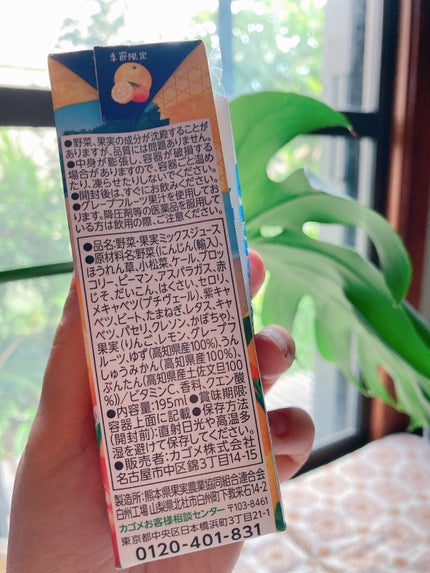 季節限定
●野菜、果実の成分が沈殿することが
ありますが、品質には問題ありません。
●中身が膨張し、容器が破損する
場合がありますので、容器ごと温め
たり、凍らせたりしないでください。
●開封後は、すぐにお飲みください。
●グレープフルーツ果汁を使用してお
ります。降圧剤等の医薬品を服用して
いる方は飲用の際、ご注意ください。
●品名:野菜・果実ミックスジュース
●原材料名:野菜(にんじん(輸入)、
ほうれん草、小松菜、ケール、ブロッ
コリー、ピーマン、アスパラガス、赤
じそ、だいこん、はくさい、セロリ、
メキャベツ(プチヴェール)、紫キャ
ベツ、ビート、たまねぎ、レタス、キャ
ベツ、パセリ、クレソン、かぼちゃ)、
果実(りんご、レモン、グレープフ
ルーツ、ゆず(高知県産100%)、うん
しゅうみかん(高知県産100%)、
ぶんたん(高知県産土佐文旦100
%))/ビタミンC、香料、クエン酸
●内容量:195ml ●賞味期限:
容器上面に記載 ●保存方法
(開封前):直射日光や高温多
湿を避けて保存してください。
●販売者:カゴメ株式会社
名古屋市中区錦3丁目14-15
製造所:熊本県果実農業協同組合連合会
白州工場 山梨県北杜市白州町下教来石14-2
カゴメお客様相談センター 〒103-8461
東京都中央区日本橋浜町3丁目21-1
0120-401-831